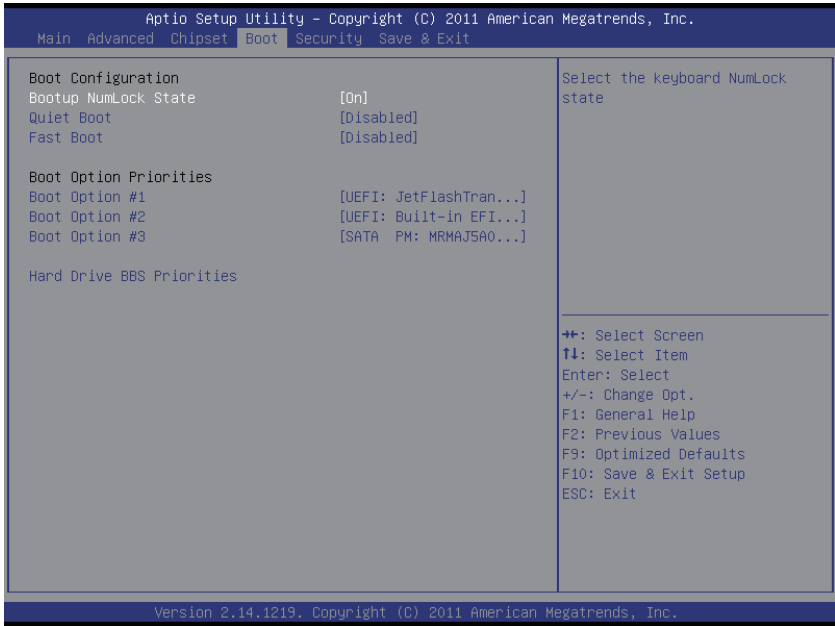 Aptio Setup Utility – Copyright (C) 2011 American Megatrends, Inc.
Main Advanced Chipset Boot Security Save & Exit
Boot Configuration
Bootup NumLock State [On]
Quiet Boot [Disabled]
Fast Boot [Disabled]
Boot Option Priorities
Boot Option #1 [UEFI: JetFlashTran...]
Boot Option #2 [UEFI: Built-in EFI...]
Boot Option #3 [SATA PM: MRMAJ5A0...]
Hard Drive BBS Priorities
Select the keyboard NumLock
state
→←: Select Screen
↑↓: Select Item
Enter: Select
+/-: Change Opt.
F1: General Help
F2: Previous Values
F9: Optimized Defaults
F10: Save & Exit Setup
ESC: Exit
Version 2.14.1219. Copyright (C) 2011 American Megatrends, Inc.